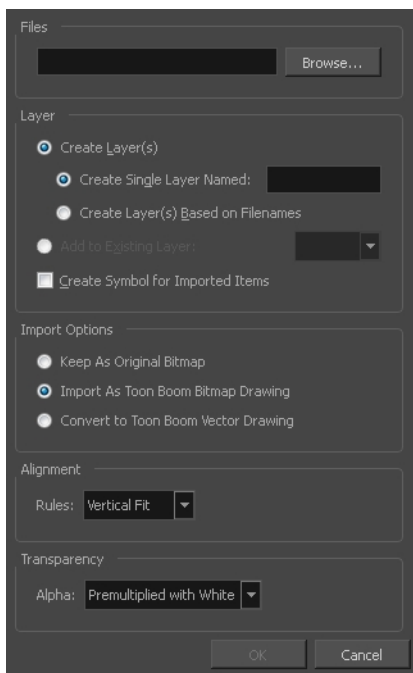 Files
Browse...
Layer
Create Layer(s)
Create Single Layer Named:
Create Layer(s) Based on Filenames
Add to Existing Layer:
Create Symbol for Imported Items
Import Options
Keep As Original Bitmap
Import As Toon Boom Bitmap Drawing
Convert to Toon Boom Vector Drawing
Alignment
Rules: Vertical Fit
Transparency
Alpha: Premultiplied with White
OK Cancel